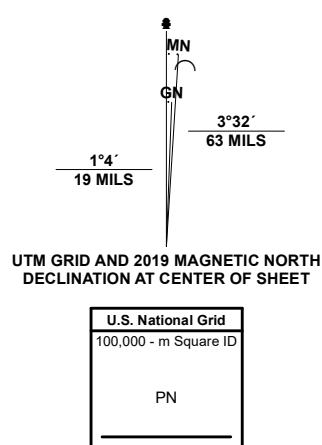 MN
GN
3°32´
63 MILS
1°4´
19 MILS
UTM GRID AND 2019 MAGNETIC NORTH
DECLINATION AT CENTER OF SHEET
U.S. National Grid
100,000 - m Square ID
PN